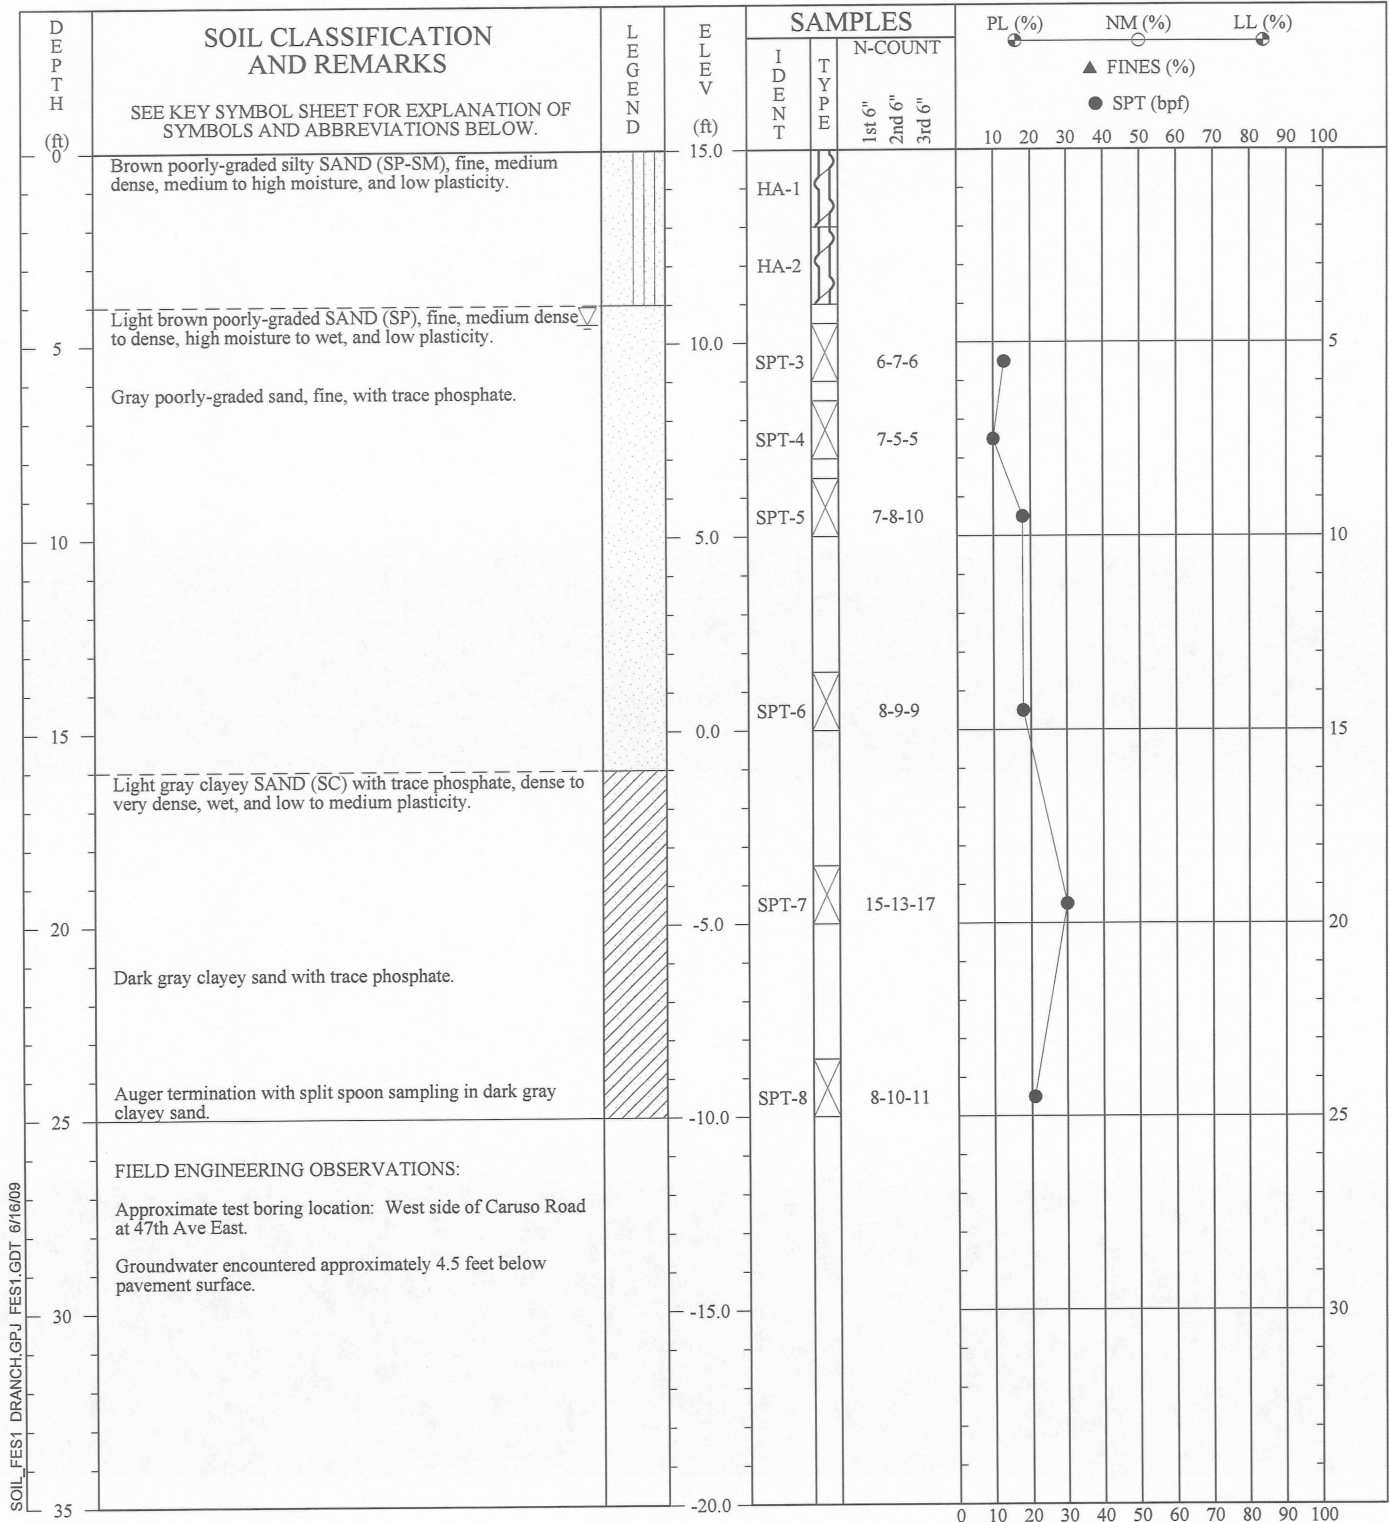 DEPTH
(ft)
SOIL CLASSIFICATION
AND REMARKS
SEE KEY SYMBOL SHEET FOR EXPLANATION OF
SYMBOLS AND ABBREVIATIONS BELOW.
LEGEND
ELEV
(ft)
SAMPLES
IDENT
TYPE
N-COUNT
1st 6"
2nd 6"
3rd 6"
PL (%) NM (%) LL (%)
FINES (%)
SPT (bpf)
10 20 30 40 50 60 70 80 90 100
0
15.0
Brown poorly-graded silty SAND (SP-SM), fine, medium
dense, medium to high moisture, and low plasticity.
HA-1
HA-2
Light brown poorly-graded SAND (SP), fine, medium dense
to dense, high moisture to wet, and low plasticity.
5
10.0
SPT-3 6-7-6
5
Gray poorly-graded sand, fine, with trace phosphate.
SPT-4 7-5-5
SPT-5 7-8-10
10
5.0
10
SPT-6 8-9-9
15
0.0
15
Light gray clayey SAND (SC) with trace phosphate, dense to
very dense, wet, and low to medium plasticity.
SPT-7 15-13-17
20
-5.0
20
Dark gray clayey sand with trace phosphate.
Auger termination with split spoon sampling in dark gray
clayey sand.
SPT-8 8-10-11
25
-10.0
25
FIELD ENGINEERING OBSERVATIONS:
Approximate test boring location: West side of Caruso Road
at 47th Ave East.
Groundwater encountered approximately 4.5 feet below
pavement surface.
30
-15.0
30
35
-20.0
0 10 20 30 40 50 60 70 80 90 100
SOIL_FES1 DRANCH.GPJ FES1.GDT 6/16/09